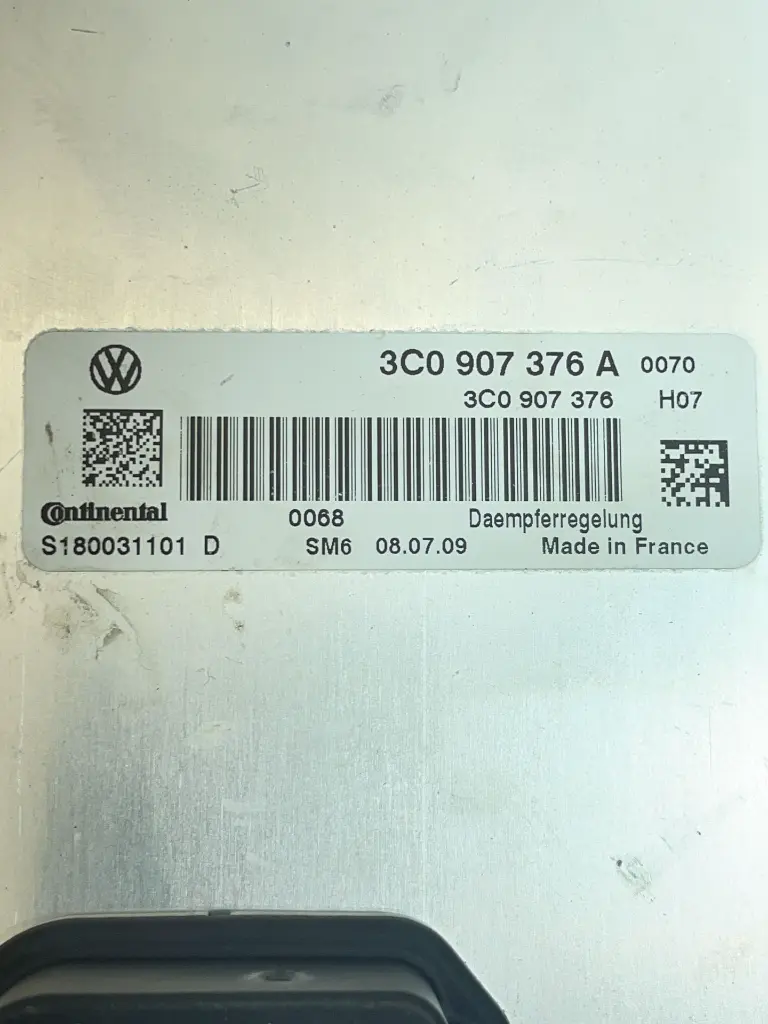 3C0 907 376 A 0070
3C0 907 376 H07
Continental 0068 Daempferregelung
S180031101 D SM6 08.07.09 Made in France